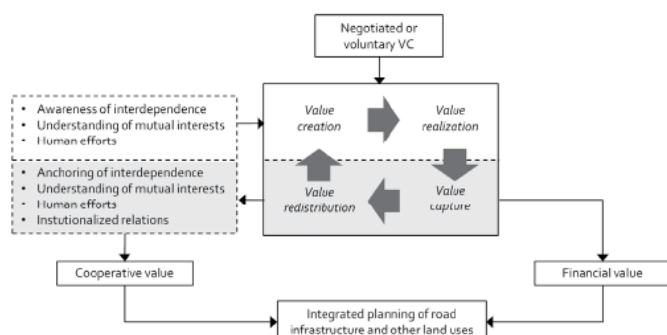 Negotiated or
voluntary VC
• Awareness of interdependence
• Understanding of mutual interests
- Human efforts
• Anchoring of interdependence
• Understanding of mutual interests
- Human efforts
• Instutionalized relations
Value
creation
Value
realization
Value
redistribution
Value
capture
Cooperative value
Financial value
Integrated planning of road
infrastructure and other land uses